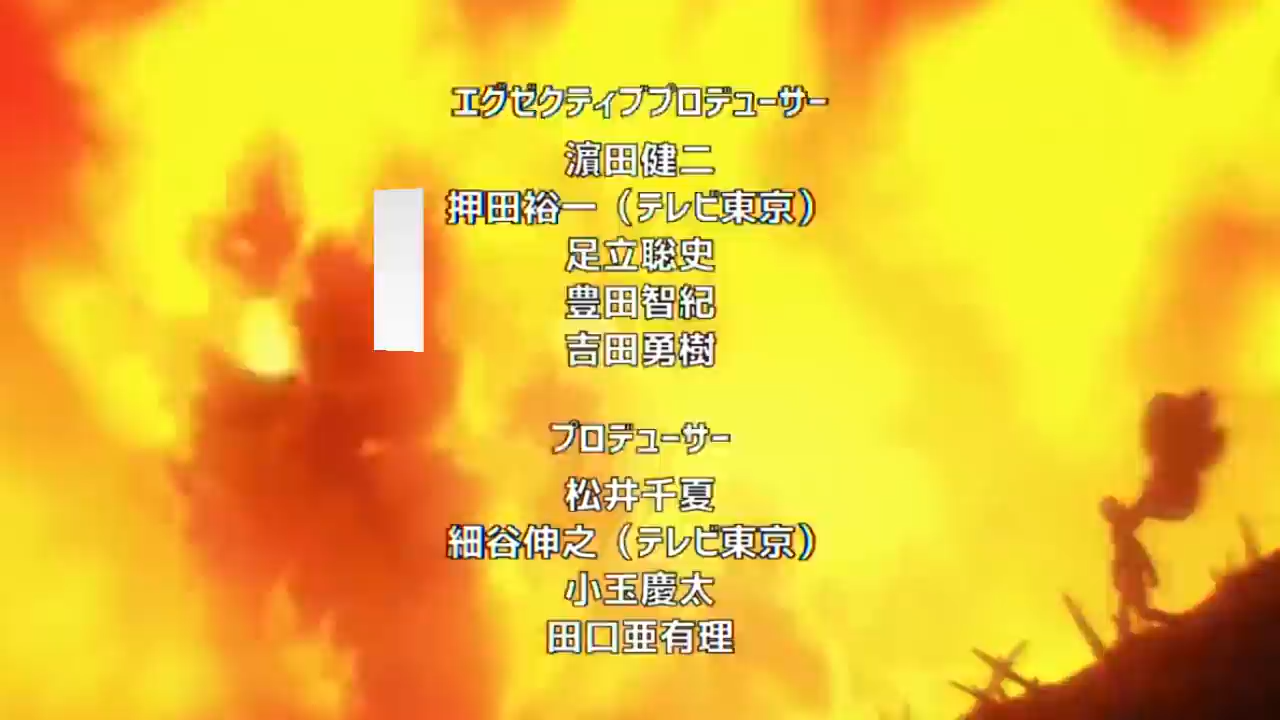 エグゼクティブプロデューサー
濵田健二
押田裕一（テレビ東京）
足立聡史
豊田智紀
吉田勇樹
プロデューサー
松井千夏
細谷伸之（テレビ東京）
小玉慶太
田口亜有理